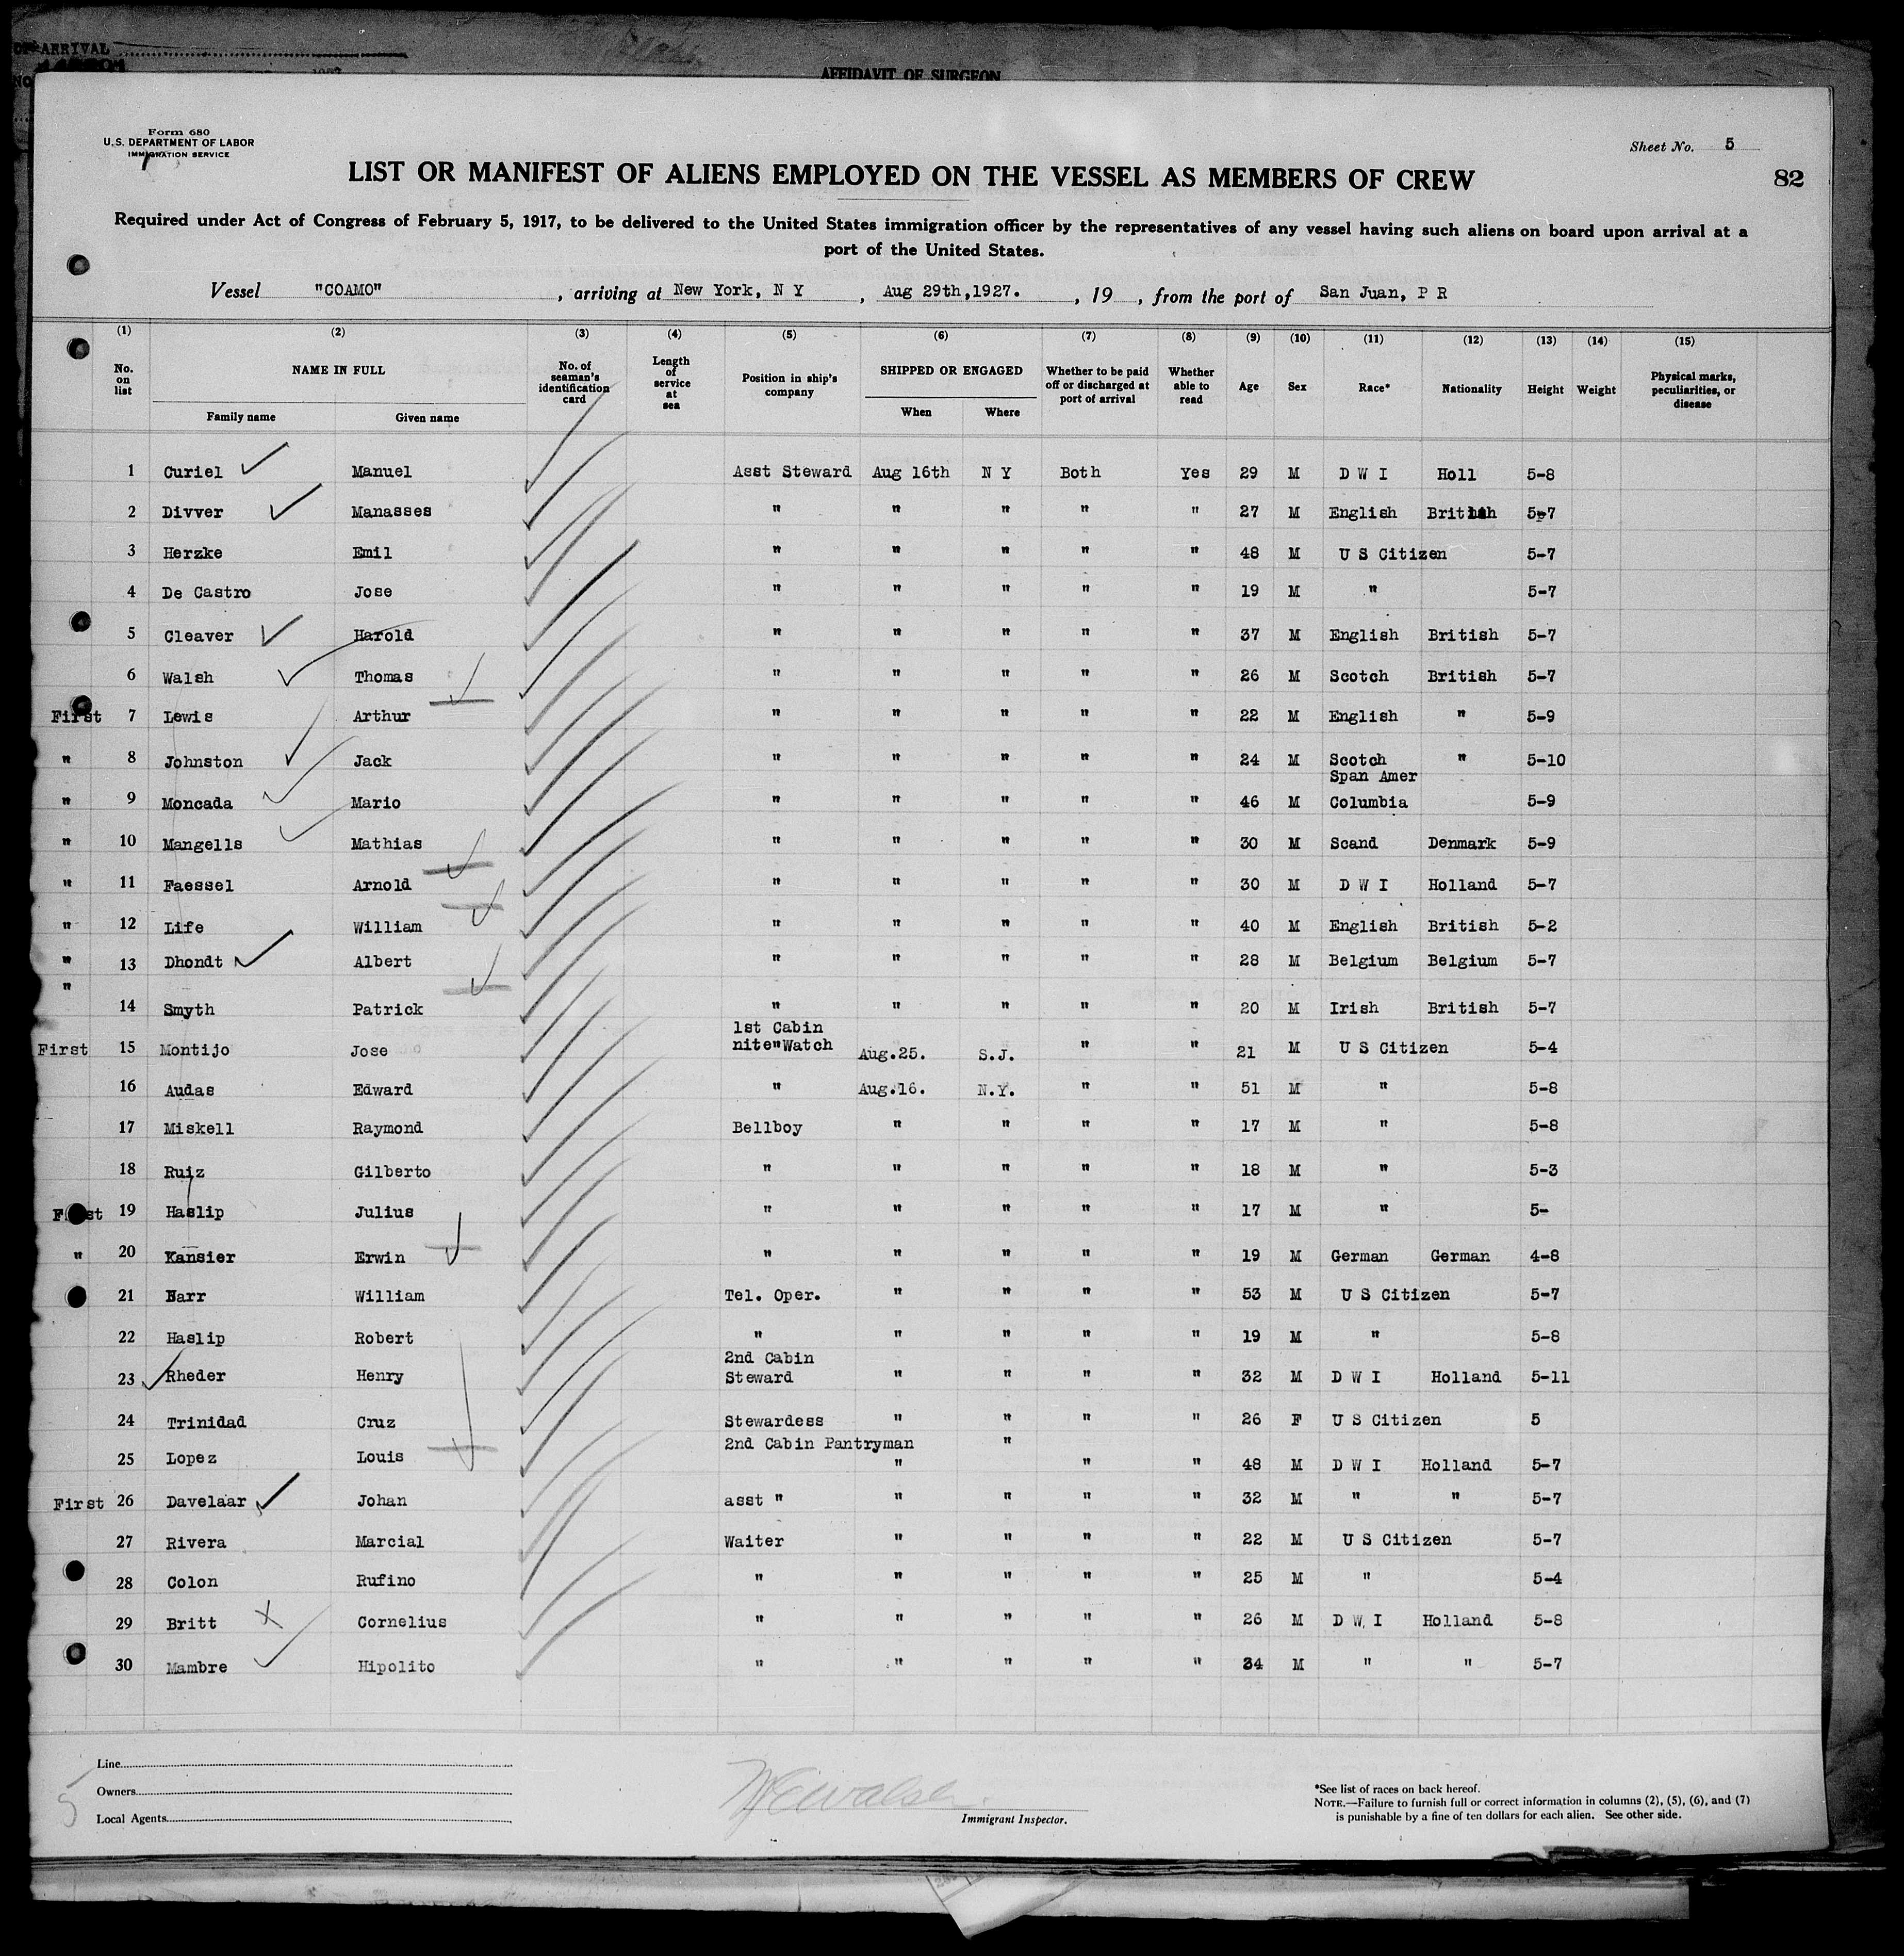 OF ARRIVAL
AFFIDAVIT OF SURGEON
Form 680
U.S. DEPARTMENT OF LABOR
IMMIGRATION SERVICE
Sheet No. 5
LIST OR MANIFEST OF ALIENS EMPLOYED ON THE VESSEL AS MEMBERS OF CREW
82
Required under Act of Congress of February 5, 1917, to be delivered to the United States immigration officer by the representatives of any vessel having such aliens on board upon arrival at a
port of the United States.
Vessel "COAMO", arriving at New York, N Y, Aug 29th,1927., 19 , from the port of San Juan, P R
(1) (2) (3) (4) (5) (6) (7) (8) (9) (10) (11) (12) (13) (14) (15)
No. on list NAME IN FULL No. of seaman's identification card Length of service at sea Position in ship's company SHIPPED OR ENGAGED Whether to be paid off or discharged at port of arrival Whether able to read Age Sex Race* Nationality Height Weight Physical marks, peculiarities, or disease
Family name Given name When Where
1 Curiel Manuel Asst Steward Aug 16th N Y Both Yes 29 M D W I Holl 5-8
2 Divver Manasses " " " " " 27 M English British 5-7
3 Herzke Emil " " " " " 48 M U S Citizen 5-7
4 De Castro Jose " " " " " 19 M " 5-7
5 Cleaver Harold " " " " " 37 M English British 5-7
6 Walsh Thomas " " " " " 26 M Scotch British 5-7
First 7 Lewis Arthur " " " " " 22 M English " 5-9
" 8 Johnston Jack " " " " " 24 M Scotch " 5-10
Span Amer
" 9 Moncada Mario " " " " " 46 M Columbia 5-9
" 10 Mangells Mathias " " " " " 30 M Scand Denmark 5-9
" 11 Faessel Arnold " " " " " 30 M D W I Holland 5-7
" 12 Life William " " " " " 40 M English British 5-2
" 13 Dhondt Albert " " " " " 28 M Belgium Belgium 5-7
" 14 Smyth Patrick " " " " " 20 M Irish British 5-7
1st Cabin
First 15 Montijo Jose nite"Watch Aug.25. S.J. " " 21 M U S Citizen 5-4
16 Audas Edward " Aug.16. N.Y. " " 51 M " 5-8
17 Miskell Raymond Bellboy " " " " 17 M " 5-8
18 Ruiz Gilberto " " " " " 18 M " 5-3
First 19 Haslip Julius " " " " " 17 M " 5-
" 20 Kansier Erwin " " " " " 19 M German German 4-8
21 William Tel. Oper. " " " " 53 M U S Citizen 5-7
22 Haslip Robert " " " " " 19 M " 5-8
2nd Cabin
23 Rheder Henry Steward " " " " 32 M D W I Holland 5-11
24 Trinidad Cruz Stewardess " " " " 26 F U S Citizen 5
2nd Cabin Pantryman "
25 Lopez Louis " " " 48 M D W I Holland 5-7
First 26 Davelaar Johan asst " " " " " 32 M " " 5-7
27 Rivera Marcial Waiter " " " " 22 M U S Citizen 5-7
28 Colon Rufino " " " " " 25 M " 5-4
29 Britt X Cornelius " " " " " 26 M D W I Holland 5-8
30 Mambre Hipolito " " " " " 34 M " " 5-7
Line
Owners
Local Agents
5
Immigrant Inspector.
*See list of races on back hereof.
NOTE.—Failure to furnish full or correct information in columns (2), (5), (6), and (7)
is punishable by a fine of ten dollars for each alien. See other side.